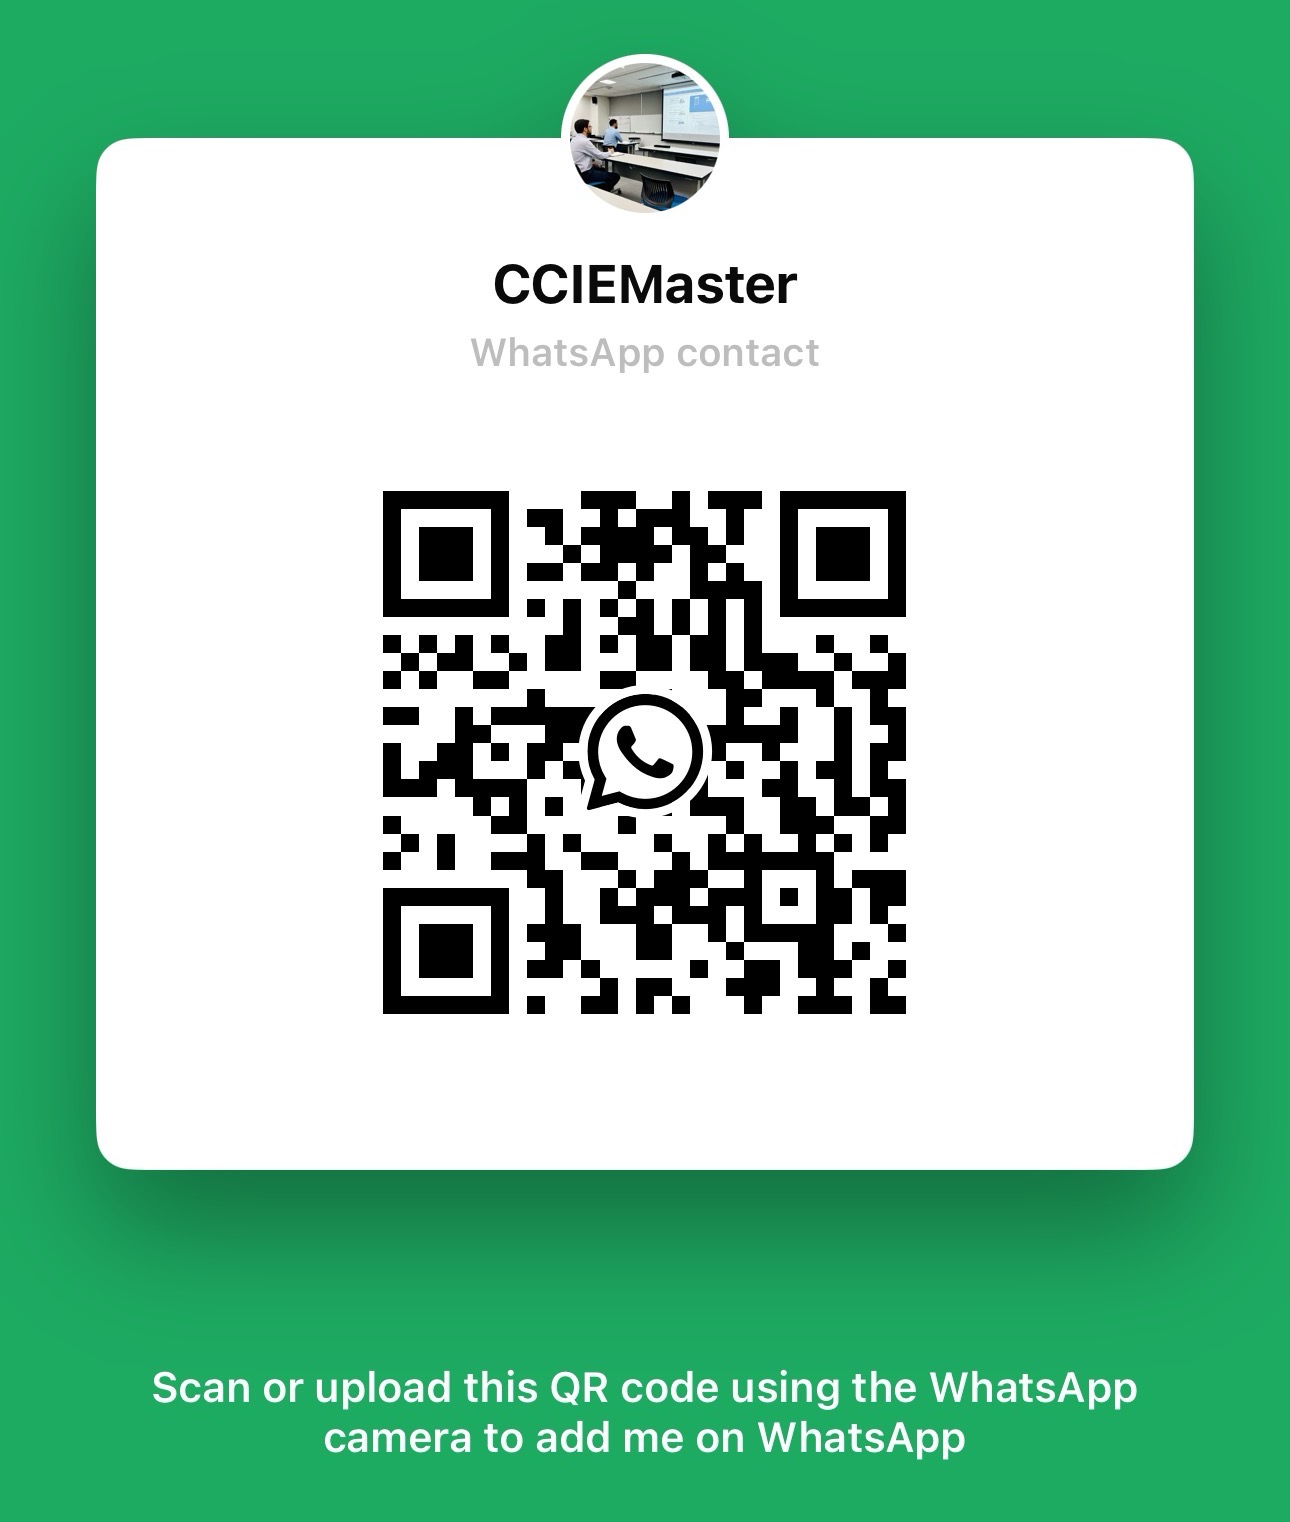 CCIEMaster
WhatsApp contact
Scan or upload this QR code using the WhatsApp
camera to add me on WhatsApp